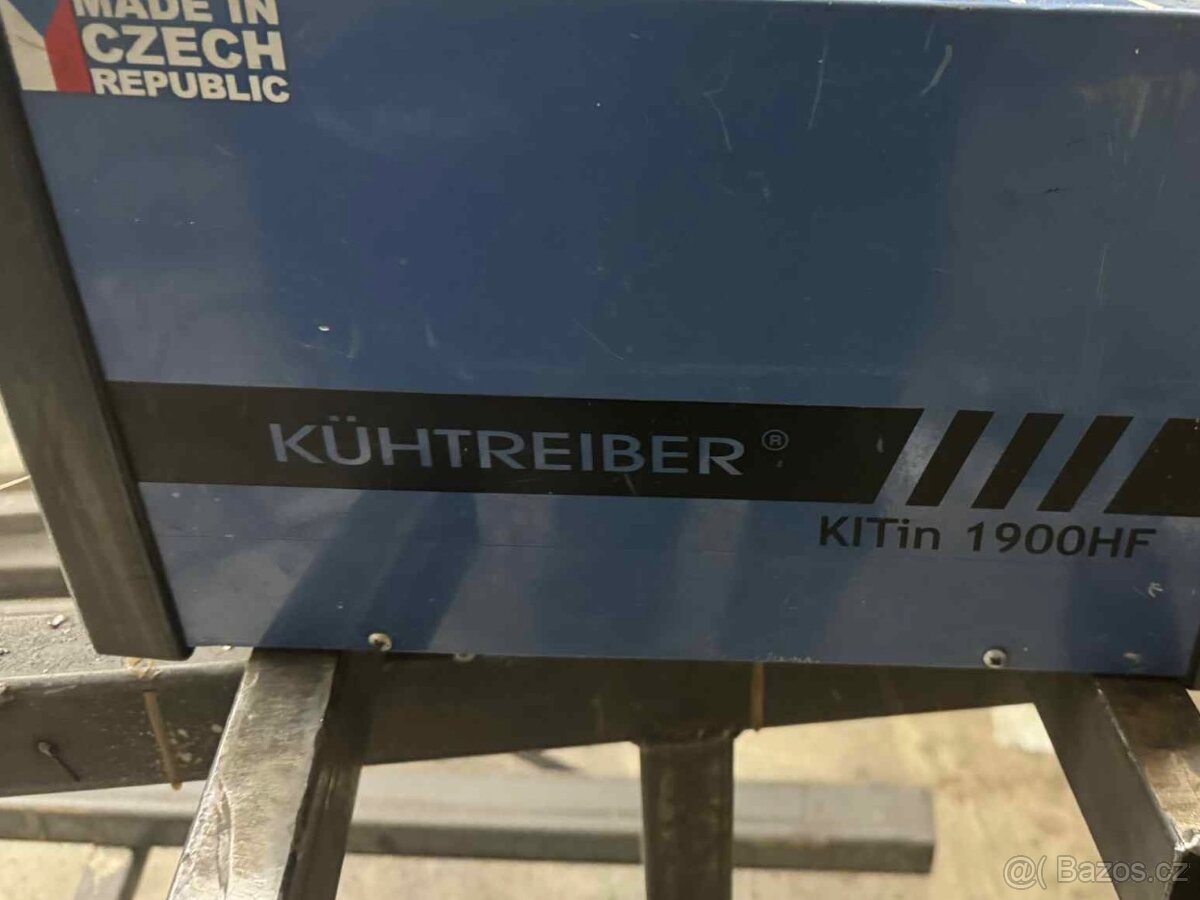 MADE IN
CZECH
REPUBLIC
KÜHTREIBER ®
KITin 1900HF
@( Bazos.cz